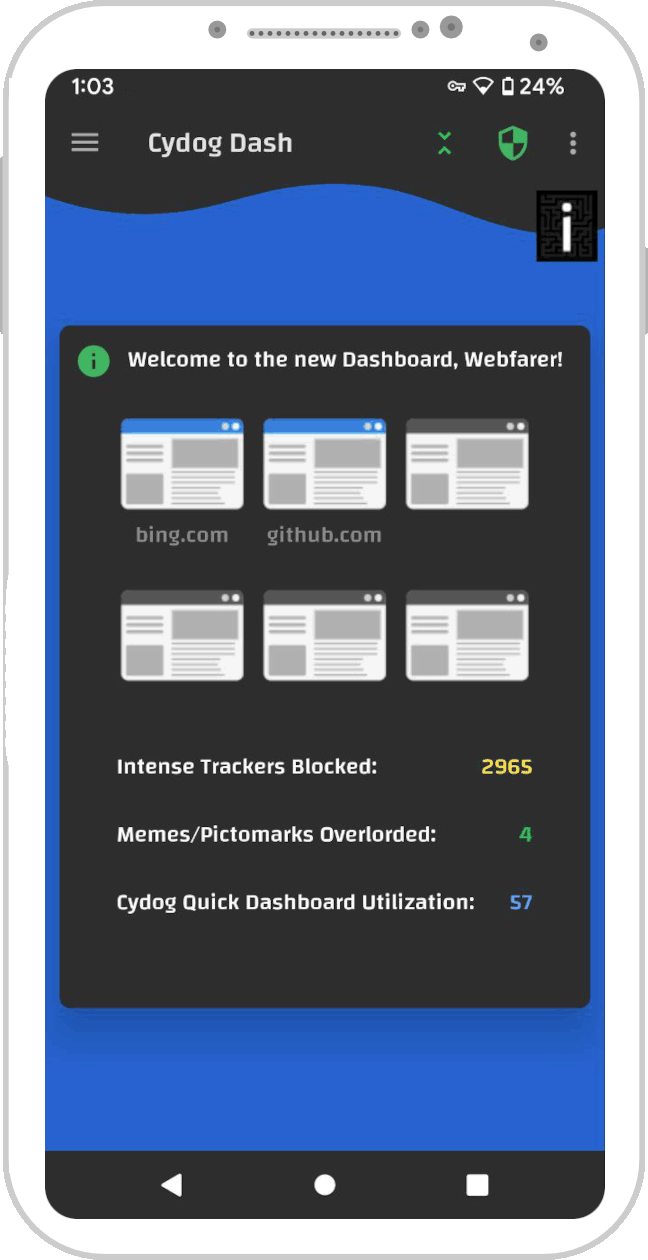 1:03
24%
Cydog Dash
i
i
Welcome to the new Dashboard, Webfarer!
bing.com
github.com
Intense Trackers Blocked:
2965
Memes/Pictomarks Overlorded:
4
Cydog Quick Dashboard Utilization:
57